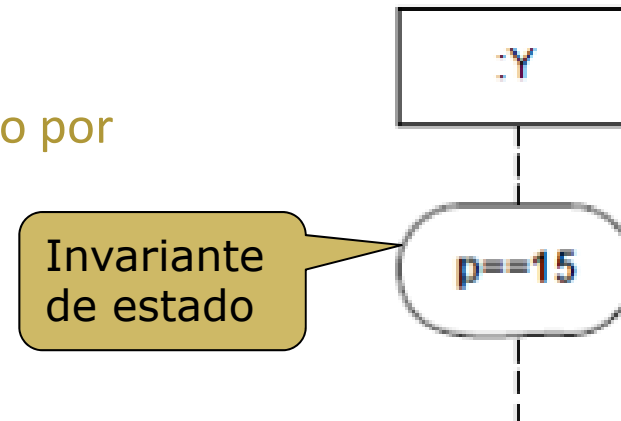 :Y
o por
Invariante
de estado
p==15